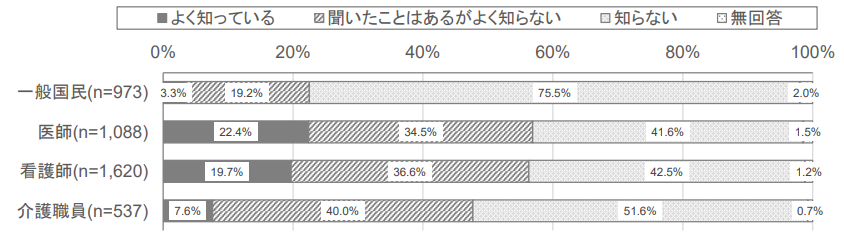 よく知っている 聞いたことはあるがよく知らない 知らない 無回答
0% 20% 40% 60% 80% 100%
一般国民(n=973) 3.3% 19.2% 75.5% 2.0%
医師(n=1,088) 22.4% 34.5% 41.6% 1.5%
看護師(n=1,620) 19.7% 36.6% 42.5% 1.2%
介護職員(n=537) 7.6% 40.0% 51.6% 0.7%